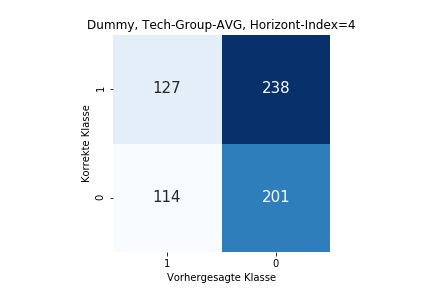 Dummy, Tech-Group-AVG, Horizont-Index=4
Korrekte Klasse
1
127 238
0
114 201
1 0
Vorhergesagte Klasse